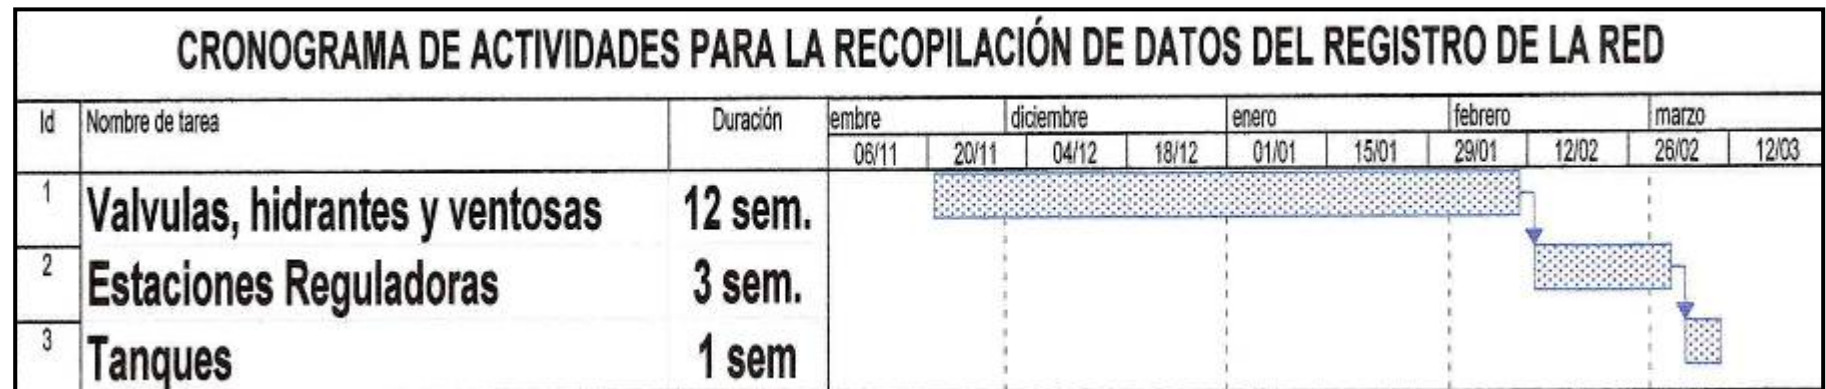 CRONOGRAMA DE ACTIVIDADES PARA LA RECOPILACIÓN DE DATOS DEL REGISTRO DE LA RED
Id Nombre de tarea Duración embre diciembre enero febrero marzo
06/11 20/11 04/12 18/12 01/01 15/01 29/01 12/02 26/02 12/03
1 Valvulas, hidrantes y ventosas 12 sem.
2 Estaciones Reguladoras 3 sem.
3 Tanques 1 sem